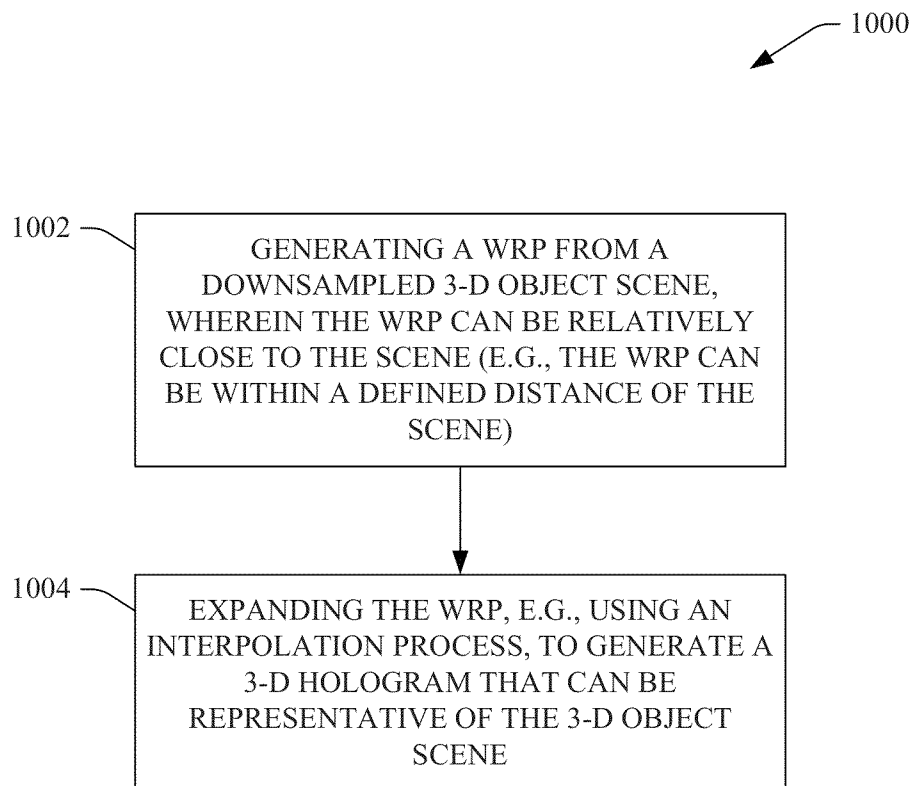 1000
1002
GENERATING A WRP FROM A
DOWNSAMPLED 3-D OBJECT SCENE,
WHEREIN THE WRP CAN BE RELATIVELY
CLOSE TO THE SCENE (E.G., THE WRP CAN
BE WITHIN A DEFINED DISTANCE OF THE
SCENE)
1004
EXPANDING THE WRP, E.G., USING AN
INTERPOLATION PROCESS, TO GENERATE A
3-D HOLOGRAM THAT CAN BE
REPRESENTATIVE OF THE 3-D OBJECT
SCENE